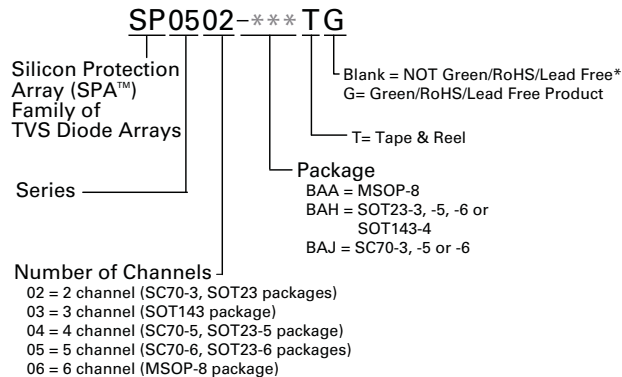 SP0502-***TG
Silicon Protection
Array (SPA™)
Family of
TVS Diode Arrays
Series
Number of Channels
02 = 2 channel (SC70-3, SOT23 packages)
03 = 3 channel (SOT143 package)
04 = 4 channel (SC70-5, SOT23-5 package)
05 = 5 channel (SC70-6, SOT23-6 packages)
06 = 6 channel (MSOP-8 package)
Package
BAA = MSOP-8
BAH = SOT23-3, -5, -6 or
SOT143-4
BAJ = SC70-3, -5 or -6
T= Tape & Reel
Blank = NOT Green/RoHS/Lead Free*
G= Green/RoHS/Lead Free Product